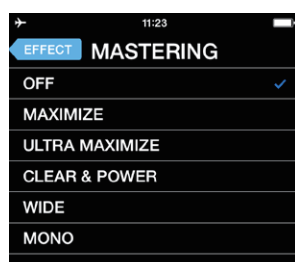 11:23
EFFECT MASTERING
OFF
MAXIMIZE
ULTRA MAXIMIZE
CLEAR & POWER
WIDE
MONO